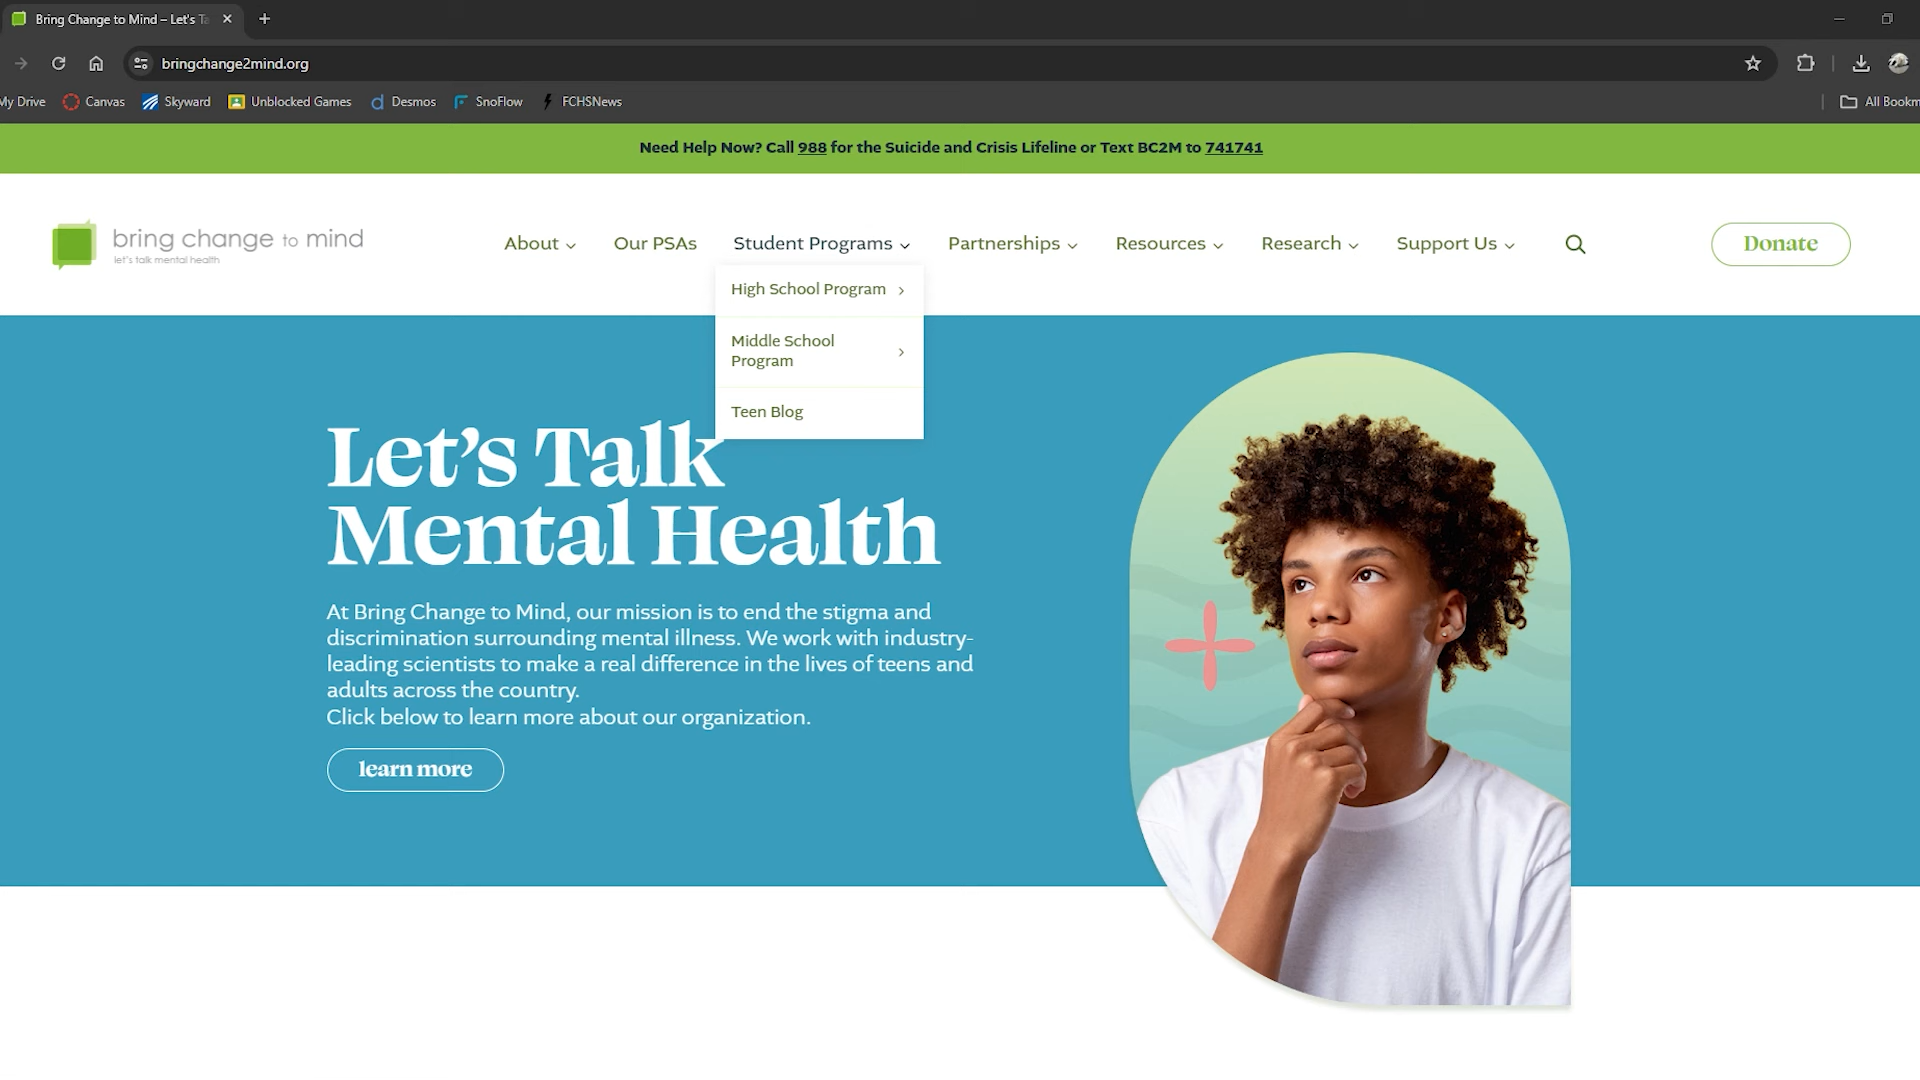 Bring Change to Mind – Let's Ta
bringchange2mind.org
My Drive
Canvas
Skyward
Unblocked Games
Desmos
SnoFlow
FCHSNews
All Bookm
Need Help Now? Call 988 for the Suicide and Crisis Lifeline or Text BC2M to 741741
bring change to mind
let's talk mental health
About
Our PSAs
Student Programs
Partnerships
Resources
Research
Support Us
Donate
High School Program
Middle School
Program
Teen Blog
Let's Talk
Mental Health
At Bring Change to Mind, our mission is to end the stigma and
discrimination surrounding mental illness. We work with industry-
leading scientists to make a real difference in the lives of teens and
adults across the country.
Click below to learn more about our organization.
learn more